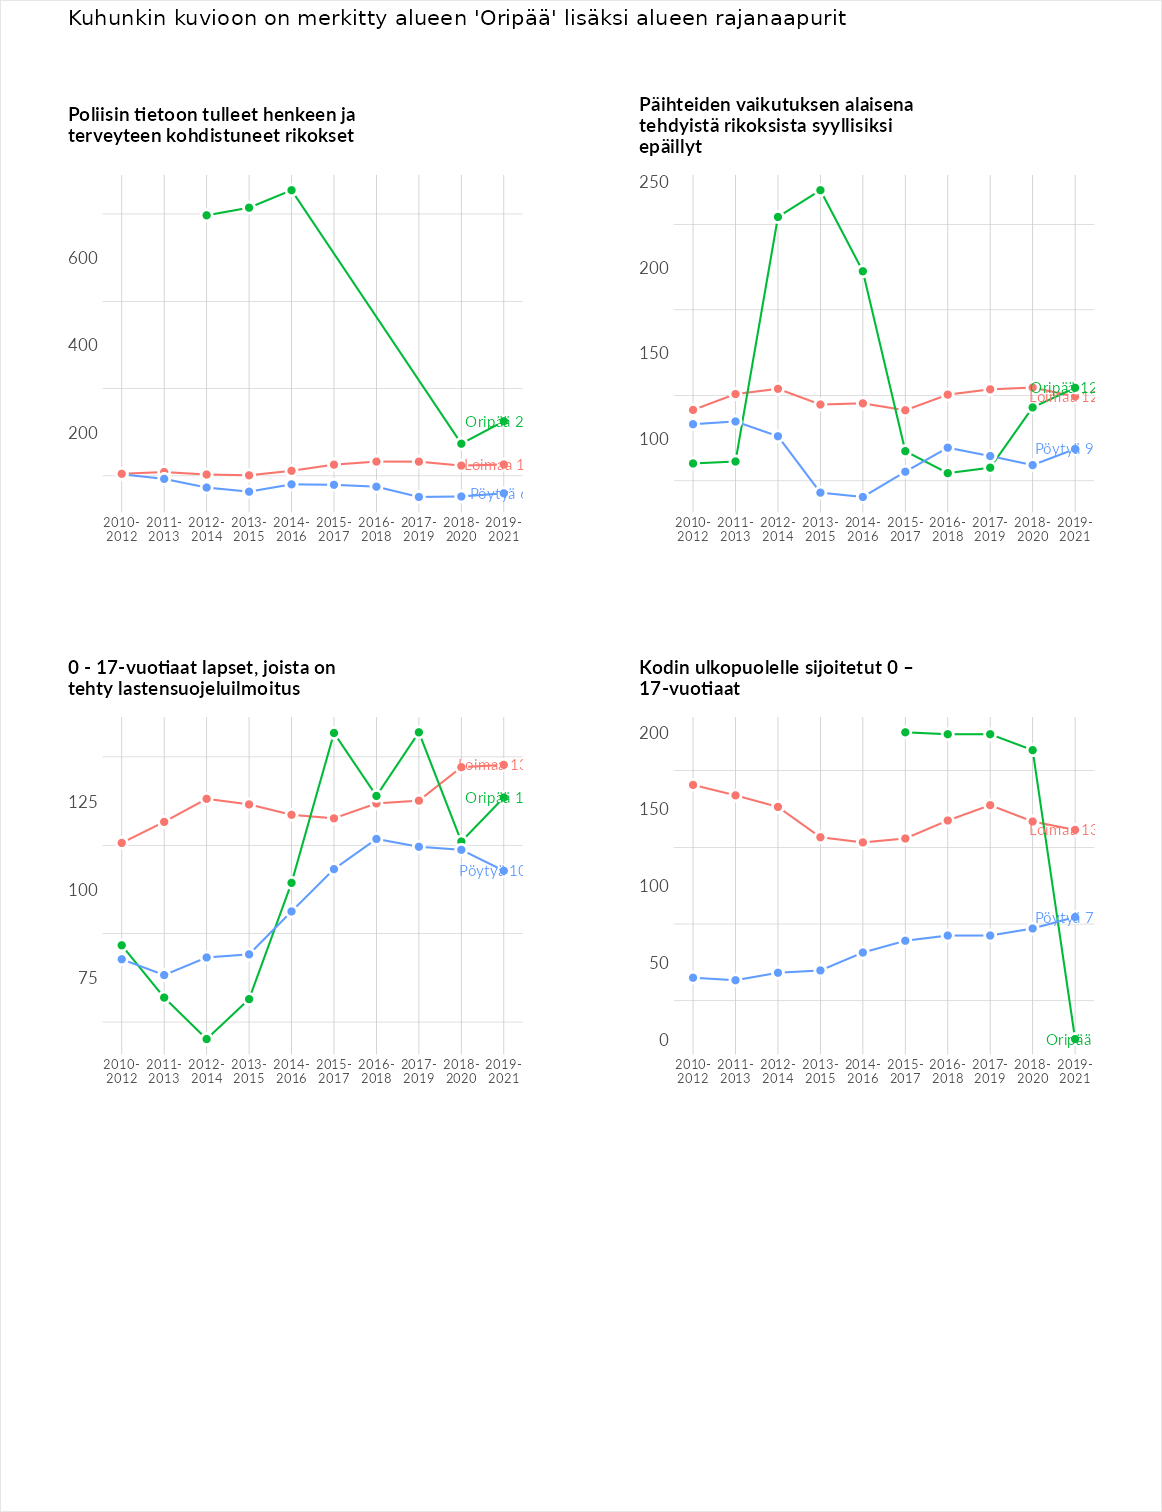 Kuhunkin kuvioon on merkitty alueen 'Oripää' lisäksi alueen rajanaapurit
Poliisin tietoon tulleet henkeen ja
terveyteen kohdistuneet rikokset
600
400
200
Oripää 2
Loimaa 1
Pöytyä
2010- 2011- 2012- 2013- 2014- 2015- 2016- 2017- 2018- 2019-
2012 2013 2014 2015 2016 2017 2018 2019 2020 2021
Päihteiden vaikutuksen alaisena
tehdyistä rikoksista syyllisiksi
epäillyt
250
200
150
100
Oripää 12
Loimaa 12
Pöytyä 9
2010- 2011- 2012- 2013- 2014- 2015- 2016- 2017- 2018- 2019-
2012 2013 2014 2015 2016 2017 2018 2019 2020 2021
0 - 17-vuotiaat lapset, joista on
tehty lastensuojeluilmoitus
125
100
75
Loimaa 13
Oripää 1
Pöytyä 10
2010- 2011- 2012- 2013- 2014- 2015- 2016- 2017- 2018- 2019-
2012 2013 2014 2015 2016 2017 2018 2019 2020 2021
Kodin ulkopuolelle sijoitetut 0 –
17-vuotiaat
200
150
100
50
0
Loimaa 13
Pöytyä 7
Oripää
2010- 2011- 2012- 2013- 2014- 2015- 2016- 2017- 2018- 2019-
2012 2013 2014 2015 2016 2017 2018 2019 2020 2021